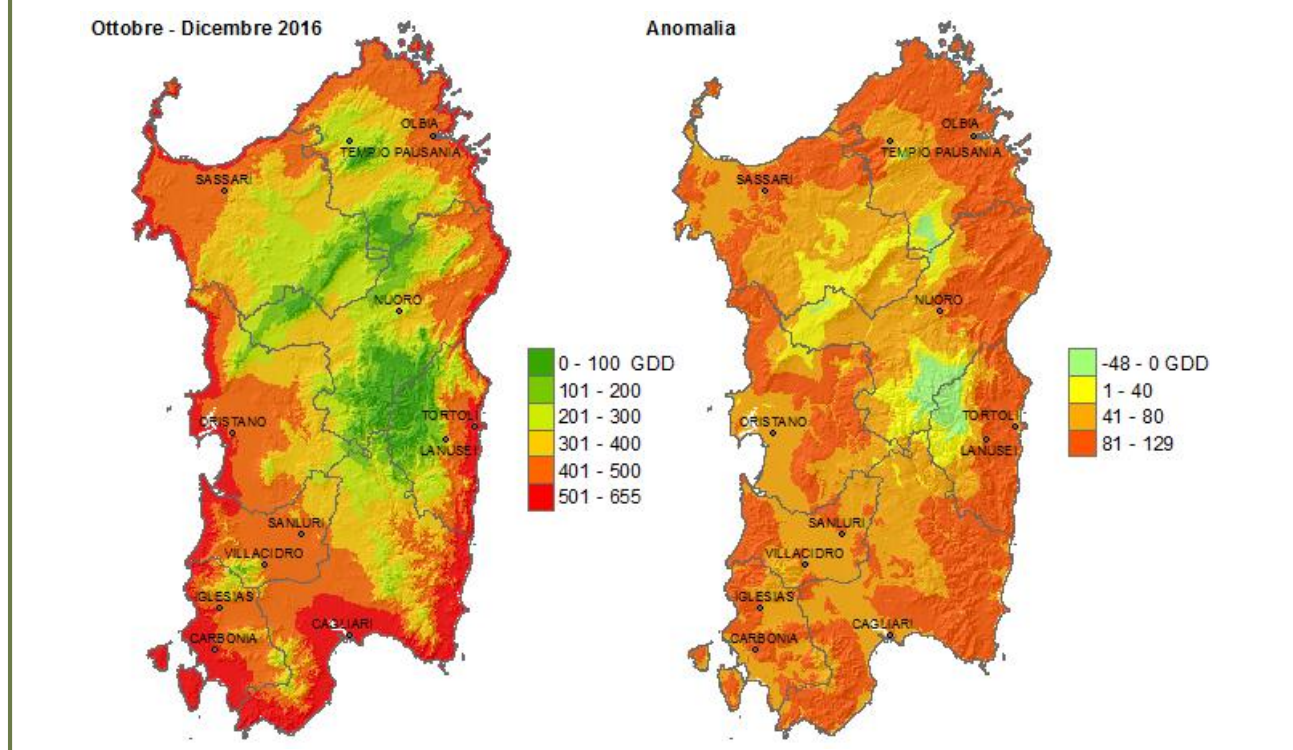 Ottobre - Dicembre 2016
OLBIA
TEMPIO PAUSANIA
SASSARI
NUORO
ORISTANO
TORTOLI
LANUSEI
SANLURI
VILLACIDRO
IGLESIAS
CAGLIARI
CARBONIA
0 - 100 GDD
101 - 200
201 - 300
301 - 400
401 - 500
501 - 655
Anomalia
OLBIA
TEMPIO PAUSANIA
SASSARI
NUORO
ORISTANO
TORTOLI
LANUSEI
SANLURI
VILLACIDRO
IGLESIAS
CAGLIARI
CARBONIA
-48 - 0 GDD
1 - 40
41 - 80
81 - 129